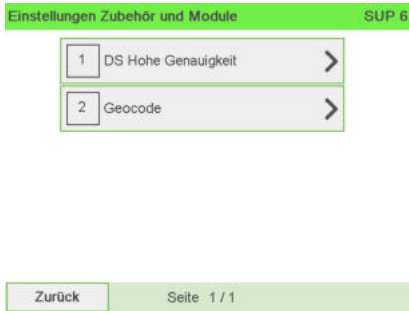 Einstellungen Zubehör und Module SUP 6
1 DS Hohe Genauigkeit
2 Geocode
Zurück Seite 1 / 1